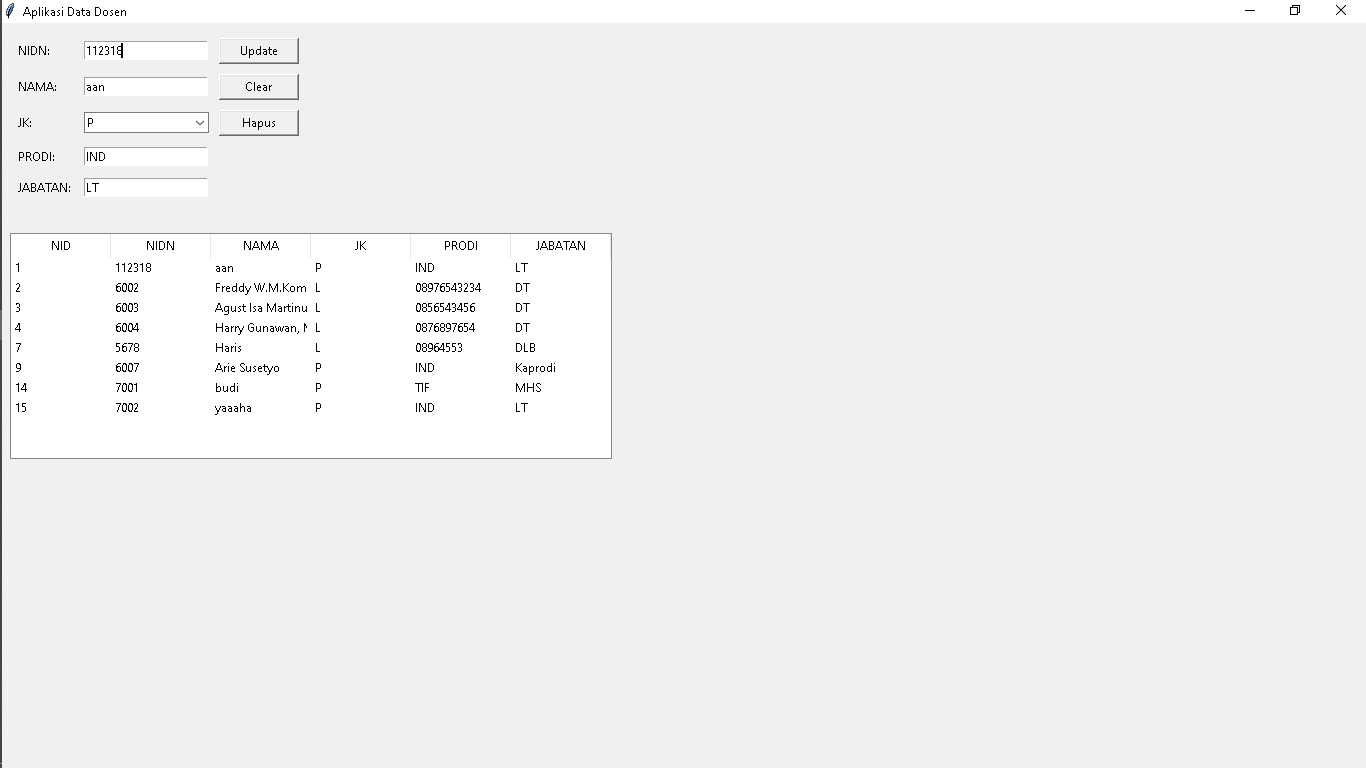 Aplikasi Data Dosen
NIDN: 112318 Update
NAMA: aan Clear
JK: P Hapus
PRODI: IND
JABATAN: LT
NID NIDN NAMA JK PRODI JABATAN
1 112318 aan P IND LT
2 6002 Freddy W.M.Kom L 08976543234 DT
3 6003 Agust Isa Martinu L 0856543456 DT
4 6004 Harry Gunawan, L 0876897654 DT
7 5678 Haris L 08964553 DLB
9 6007 Arie Susetyo P IND Kaprodi
14 7001 budi P TIF MHS
15 7002 yaaaha P IND LT